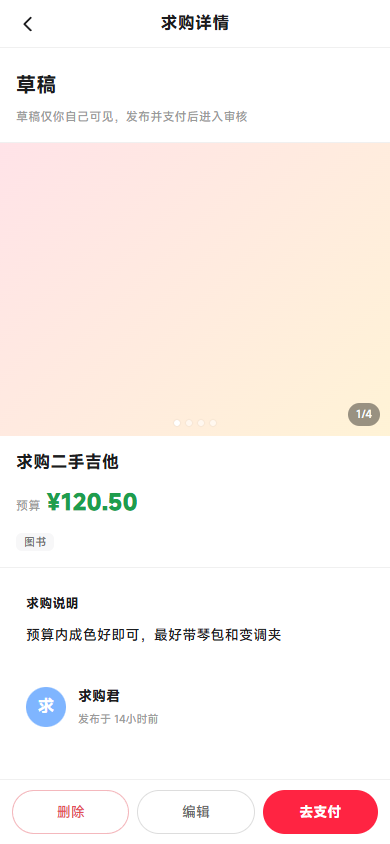 求购详情
草稿
草稿仅你自己可见，发布并支付后进入审核
1/4
求购二手吉他
预算 ¥120.50
图书
求购说明
预算内成色好即可，最好带琴包和变调夹
求
求购君
发布于 14小时前
删除 编辑 去支付